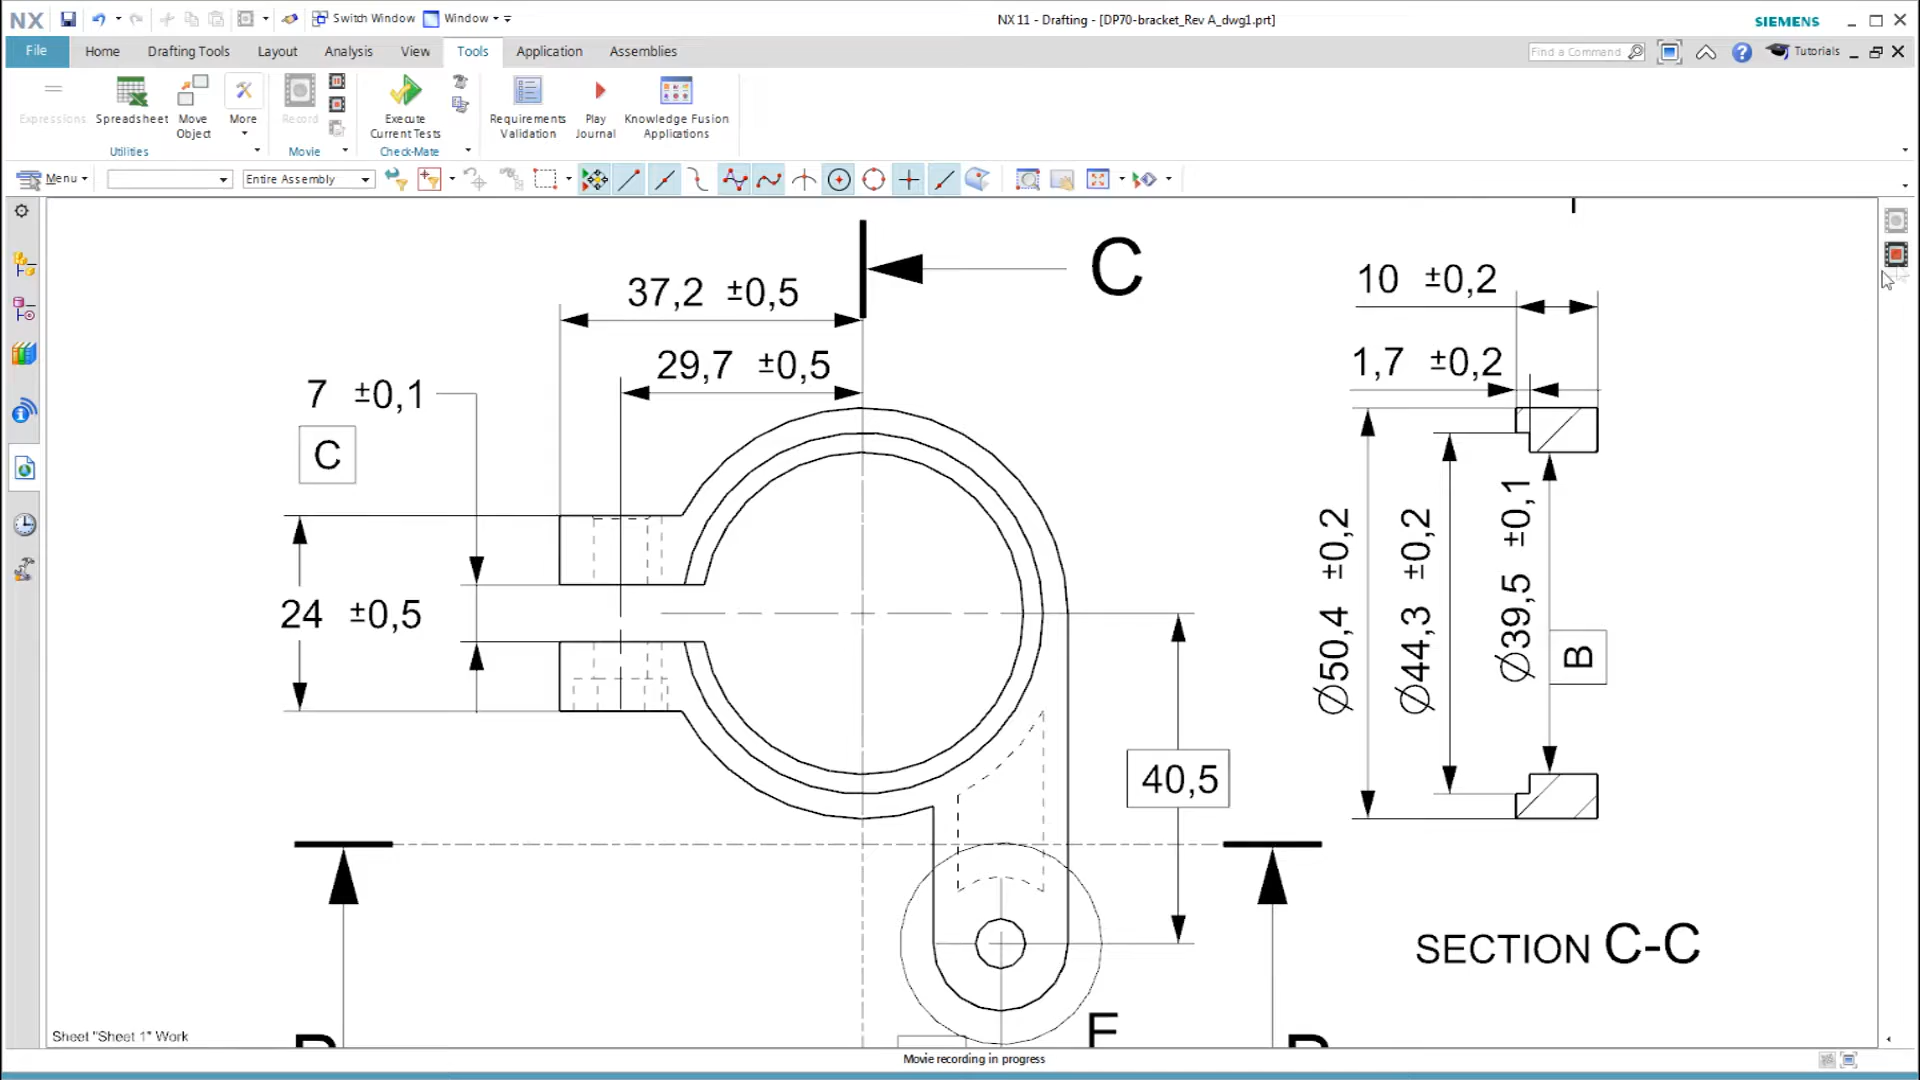 NX
Switch Window
Window
NX 11 - Drafting - [DP70-bracket_Rev A_dwg1.prt]
SIEMENS
File
Home
Drafting Tools
Layout
Analysis
View
Tools
Application
Assemblies
Find a Command
Tutorials
Expressions
Spreadsheet
Move Object
More
Record
Execute Current Tests
Requirements Validation
Play Journal
Knowledge Fusion Applications
Utilities
Movie
Check-Mate
Menu
Entire Assembly
C
37,2 ±0,5
10 ±0,2
29,7 ±0,5
1,7 ±0,2
7 ±0,1
C
24 ±0,5
Ø50,4 ±0,2
Ø44,3 ±0,2
Ø39,5 ±0,1
B
40,5
SECTION C-C
Sheet "Sheet 1" Work
Movie recording in progress